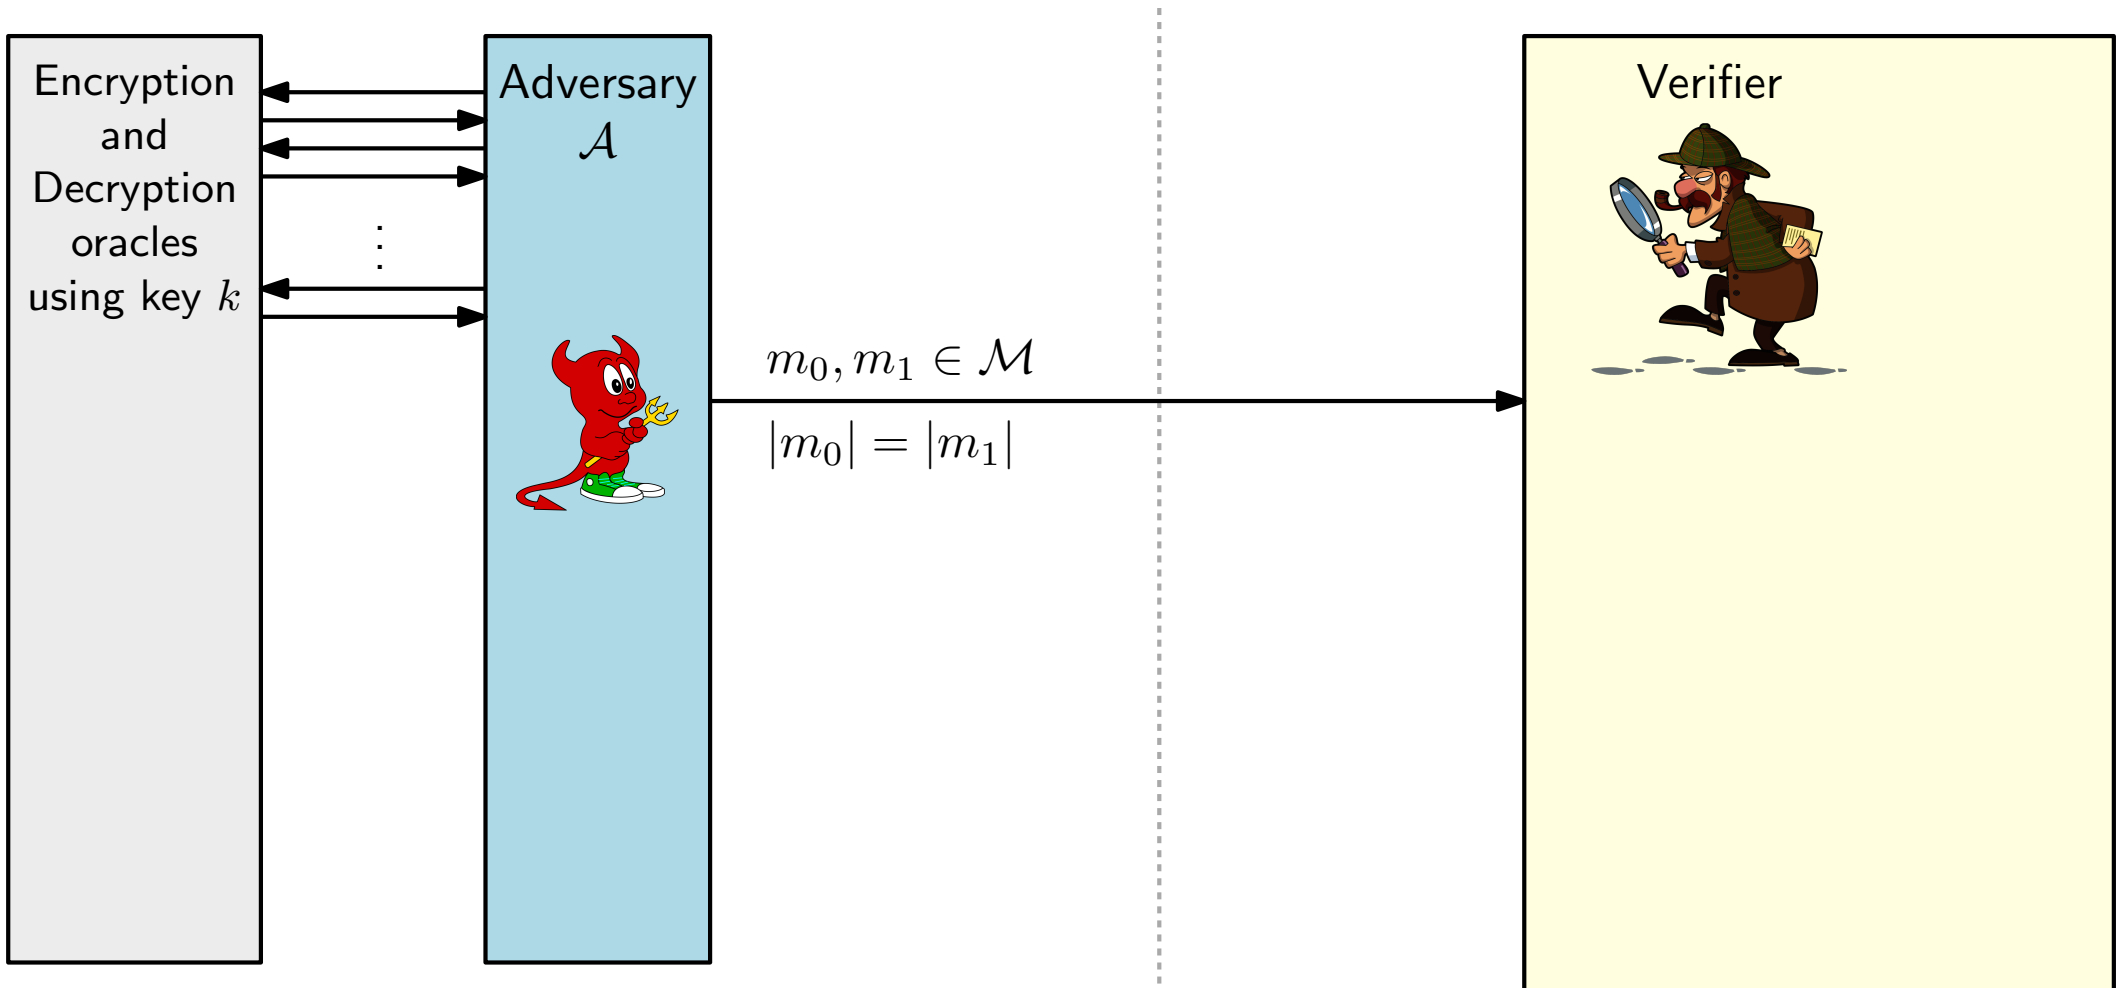 Encryption
and
Decryption
oracles
using key k
⋮
Adversary
𝒜
m₀, m₁ ∈ ℳ
|m₀| = |m₁|
Verifier